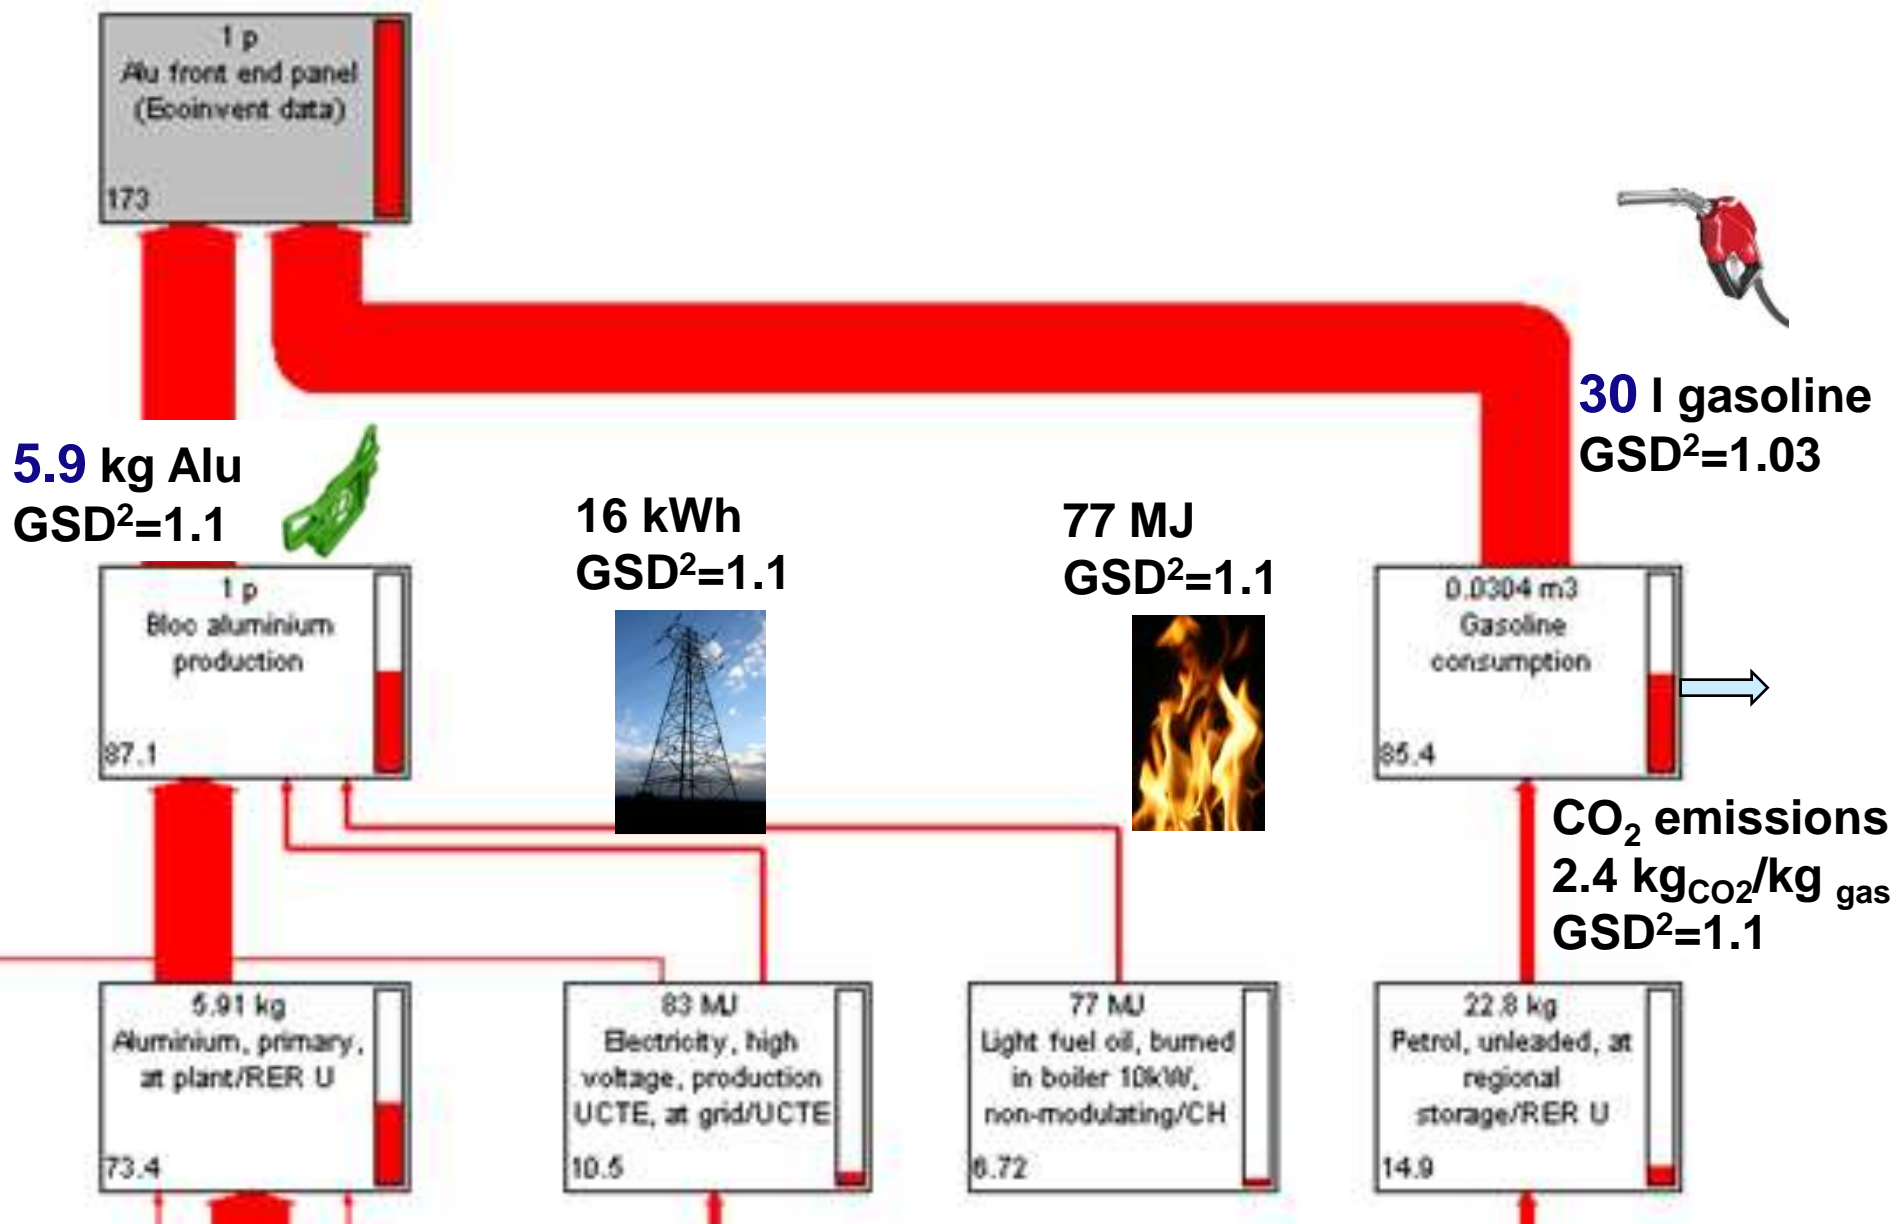 1 p
Alu front end panel
(Ecoinvent data)
173
30 l gasoline
GSD²=1.03
5.9 kg Alu
GSD²=1.1
16 kWh
GSD²=1.1
77 MJ
GSD²=1.1
1 p
Bloc aluminium
production
87.1
0.0304 m3
Gasoline
consumption
85.4
CO₂ emissions
2.4 kgCO2/kg gas
GSD²=1.1
5.91 kg
Aluminium, primary,
at plant/RER U
73.4
83 MJ
Electricity, high
voltage, production
UCTE, at grid/UCTE
10.5
77 MJ
Light fuel oil, burned
in boiler 10kW,
non-modulating/CH
6.72
22.8 kg
Petrol, unleaded, at
regional
storage/RER U
14.9